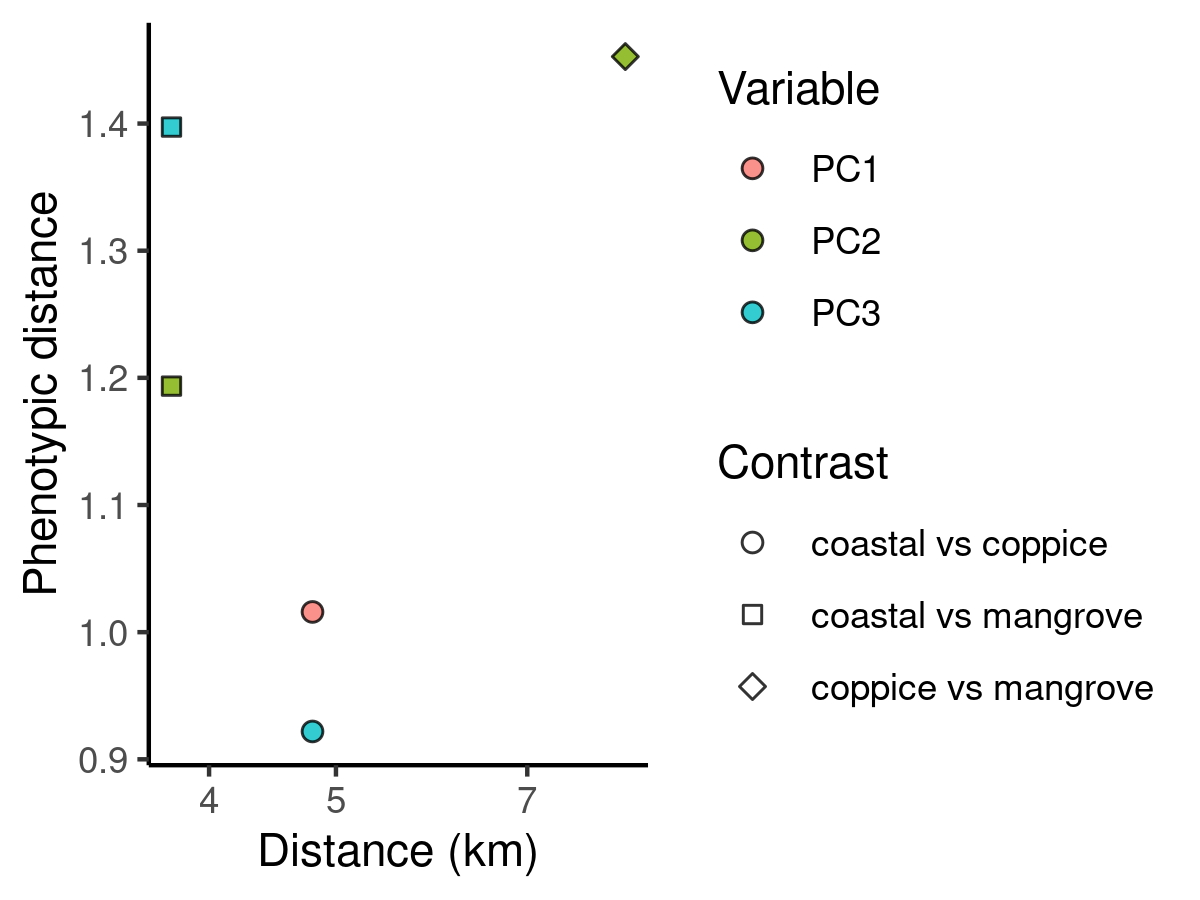 Phenotypic distance
1.4
1.3
1.2
1.1
1.0
0.9
4 5 7
Distance (km)
Variable
PC1
PC2
PC3
Contrast
coastal vs coppice
coastal vs mangrove
coppice vs mangrove